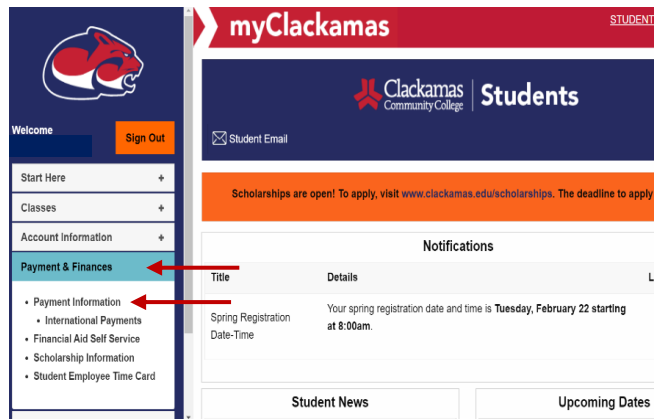 myClackamas
STUDENT
Clackamas
Community College
Students
Welcome
Sign Out
Student Email
Start Here +
Classes +
Account Information +
Payment & Finances
• Payment Information
• International Payments
• Financial Aid Self Service
• Scholarship Information
• Student Employee Time Card
Scholarships are open! To apply, visit www.clackamas.edu/scholarships. The deadline to apply
Notifications
Title Details L
Spring Registration
Date-Time
Your spring registration date and time is Tuesday, February 22 starting
at 8:00am.
Student News
Upcoming Dates